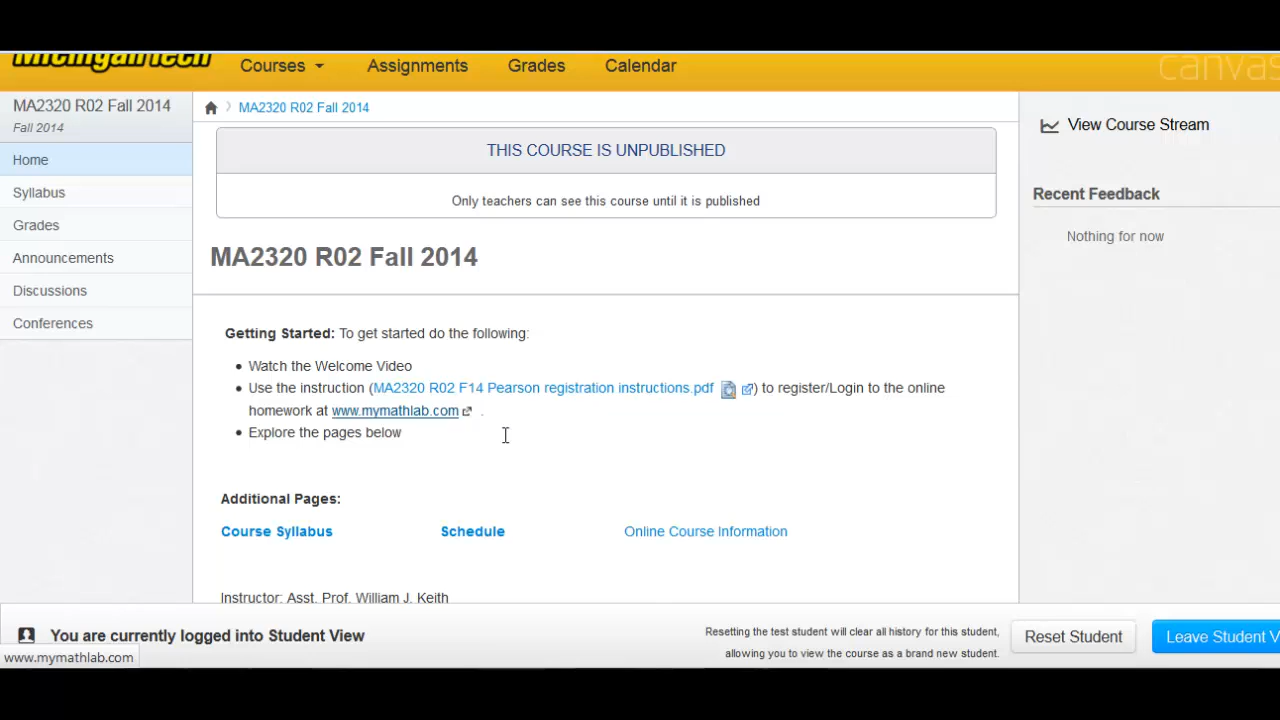 MichiganTech
Courses
Assignments
Grades
Calendar
canvas
MA2320 R02 Fall 2014
Fall 2014
Home
Syllabus
Grades
Announcements
Discussions
Conferences
MA2320 R02 Fall 2014
THIS COURSE IS UNPUBLISHED
Only teachers can see this course until it is published
MA2320 R02 Fall 2014
Getting Started: To get started do the following:
• Watch the Welcome Video
• Use the instruction (MA2320 R02 F14 Pearson registration instructions.pdf ) to register/Login to the online
homework at www.mymathlab.com .
• Explore the pages below
Additional Pages:
Course Syllabus
Schedule
Online Course Information
Instructor: Asst. Prof. William J. Keith
View Course Stream
Recent Feedback
Nothing for now
You are currently logged into Student View
Resetting the test student will clear all history for this student,
allowing you to view the course as a brand new student.
Reset Student
Leave Student V
www.mymathlab.com